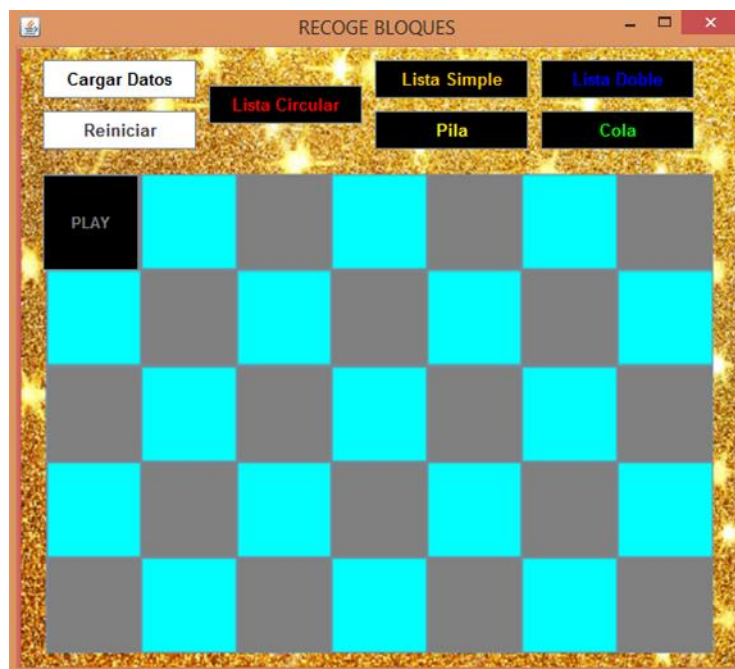 RECOGE BLOQUES
Cargar Datos
Lista Circular
Lista Simple
Lista Doble
Reiniciar
Pila
Cola
PLAY